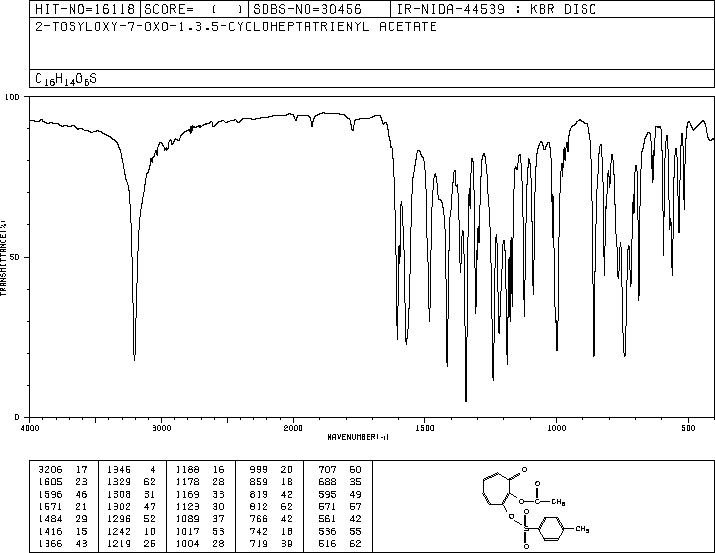 HIT-NO=16118 SCORE= ( ) SDBS-NO=30456 IR-NIDA-44539 : KBR DISC
2-TOSYLOXY-7-OXO-1,3,5-CYCLOHEPTATRIENYL ACETATE
C16H14O6S
100
50
0
TRANSMITTANCE(%)
4000 3000 2000 1500 1000 500
WAVENUMBER(-1)
3206 17 1346 4 1188 16 999 20 707 60
1605 23 1329 62 1178 28 859 18 688 35
1596 46 1308 31 1169 33 819 42 595 49
1571 21 1302 47 1123 30 812 62 571 57
1484 29 1296 52 1089 37 766 42 561 42
1416 15 1242 10 1017 53 742 18 536 55
1366 43 1219 25 1004 28 719 39 516 62
O
O
O
C
CH3
O
O
S
O
CH3